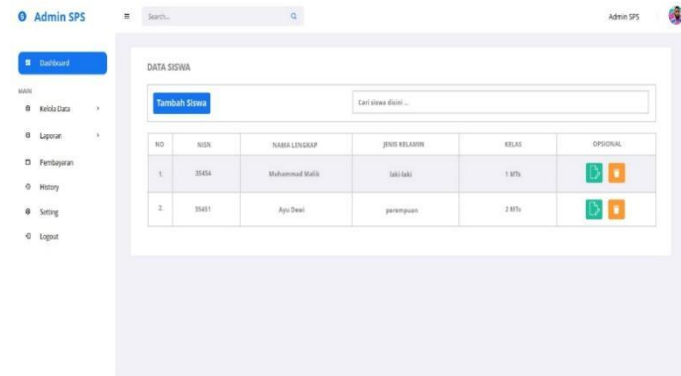 Admin SPS
Search...
Admin SPS
Dashboard
MAIN
Kelola Data
Laporan
Pembayaran
History
Setting
Logout
DATA SISWA
Tambah Siswa
Cari siswa disini ...
NO NISN NAMA LENGKAP JENIS KELAMIN KELAS OPSIONAL
1. 35454 Muhammad Malik laki-laki 1 MTs
2. 35451 Ayu Dewi perempuan 2 MTs